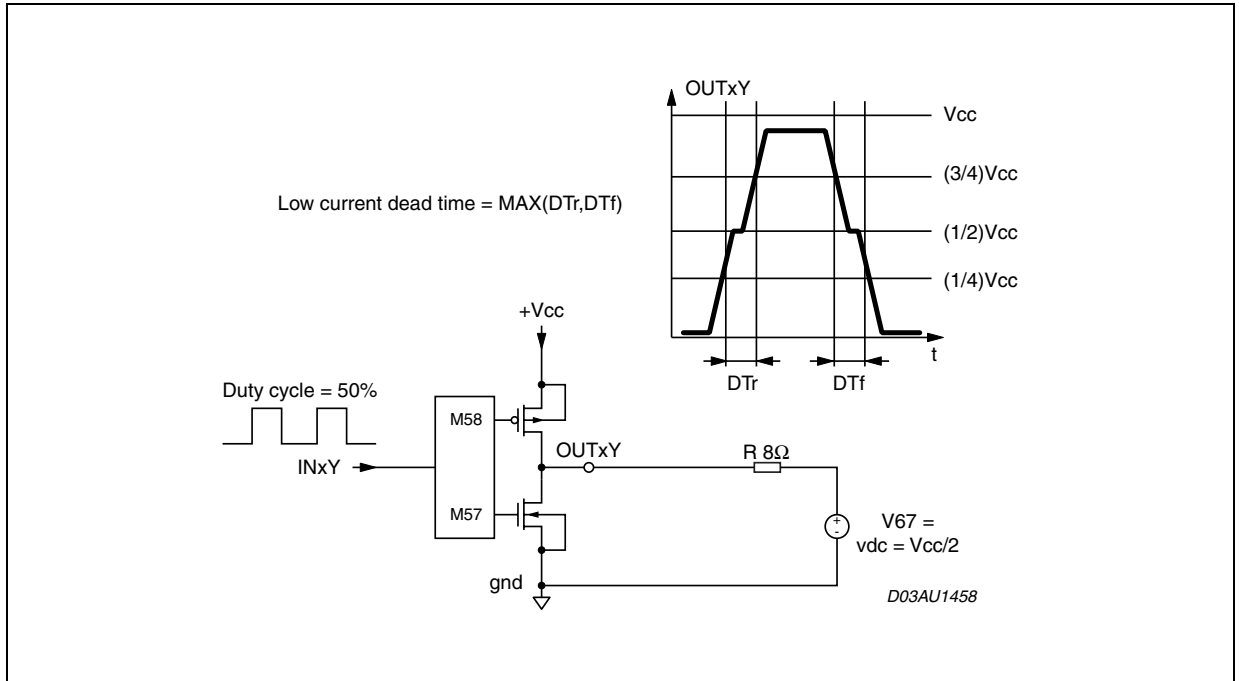 OUTxY
Vcc
(3/4)Vcc
Low current dead time = MAX(DTr,DTf)
(1/2)Vcc
(1/4)Vcc
+Vcc
t
DTr
DTf
Duty cycle = 50%
M58
OUTxY
R 8Ω
INxY
M57
+
-
V67 =
vdc = Vcc/2
gnd
D03AU1458